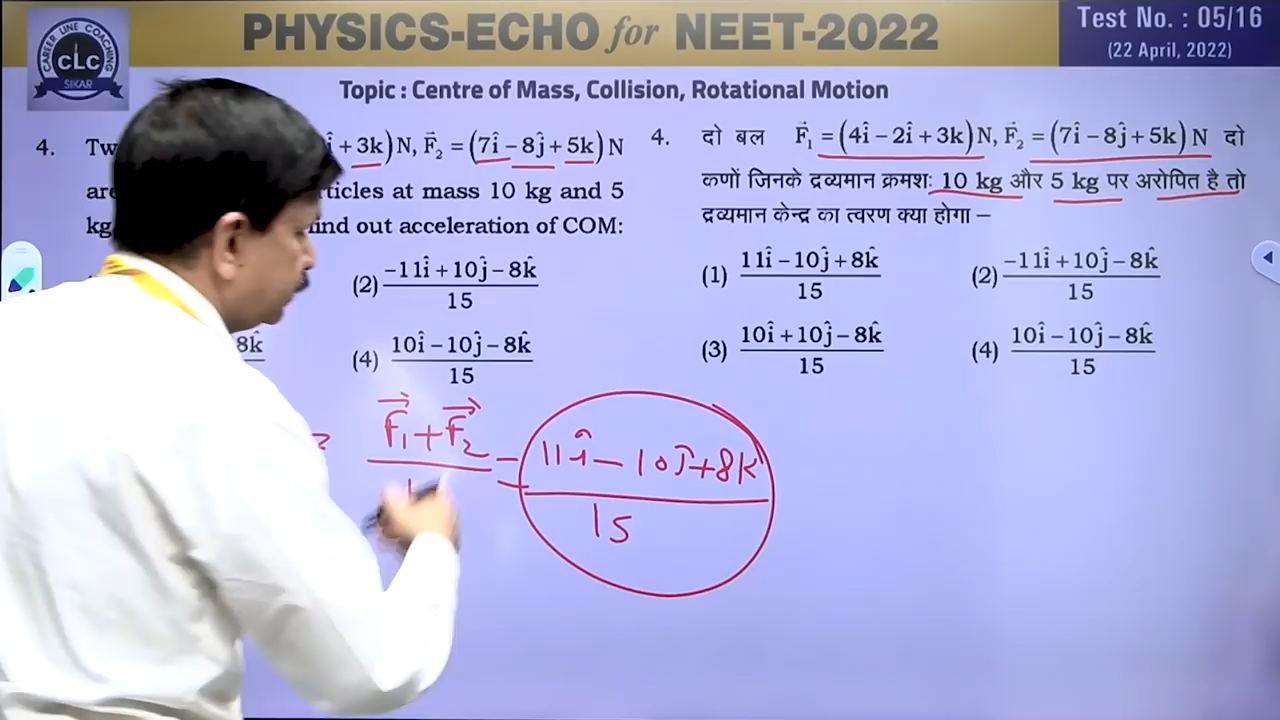 CAREER LINE COACHING
CLC
SIKAR
PHYSICS-ECHO for NEET-2022
Test No. : 05/16
(22 April, 2022)
Topic : Centre of Mass, Collision, Rotational Motion
4. Tw î + 3k) N, F⃗₂ = (7î − 8ĵ + 5k) N
are ticles at mass 10 kg and 5
kg ind out acceleration of COM:
(2) (−11î + 10ĵ − 8k̂)/15
8k̂
(4) (10î − 10ĵ − 8k̂)/15
4. दो बल F⃗₁ = (4î − 2î + 3k) N, F⃗₂ = (7î − 8ĵ + 5k) N दो
कणों जिनके द्रव्यमान क्रमशः 10 kg और 5 kg पर अरोपित है तो
द्रव्यमान केन्द्र का त्वरण क्या होगा –
(1) (11î − 10ĵ + 8k̂)/15 (2) (−11î + 10ĵ − 8k̂)/15
(3) (10î + 10ĵ − 8k̂)/15 (4) (10î − 10ĵ − 8k̂)/15
F⃗₁ + F⃗₂ = 11î − 10ĵ + 8k
15